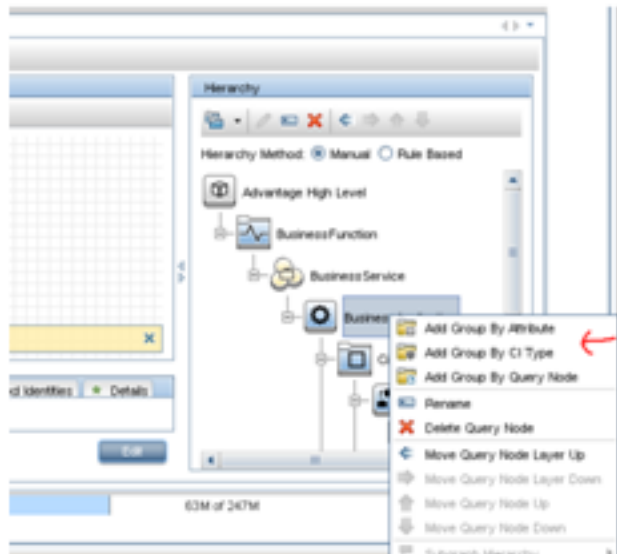 Hierarchy
Hierarchy Method: Manual Rule Based
Advantage High Level
BusinessFunction
BusinessService
Add Group By Attribute
Add Group By CI Type
Add Group By Query Node
Rename
Delete Query Node
Move Query Node Layer Up
Move Query Node Layer Down
Move Query Node Up
Move Query Node Down
Details
Edit
63M of 247M